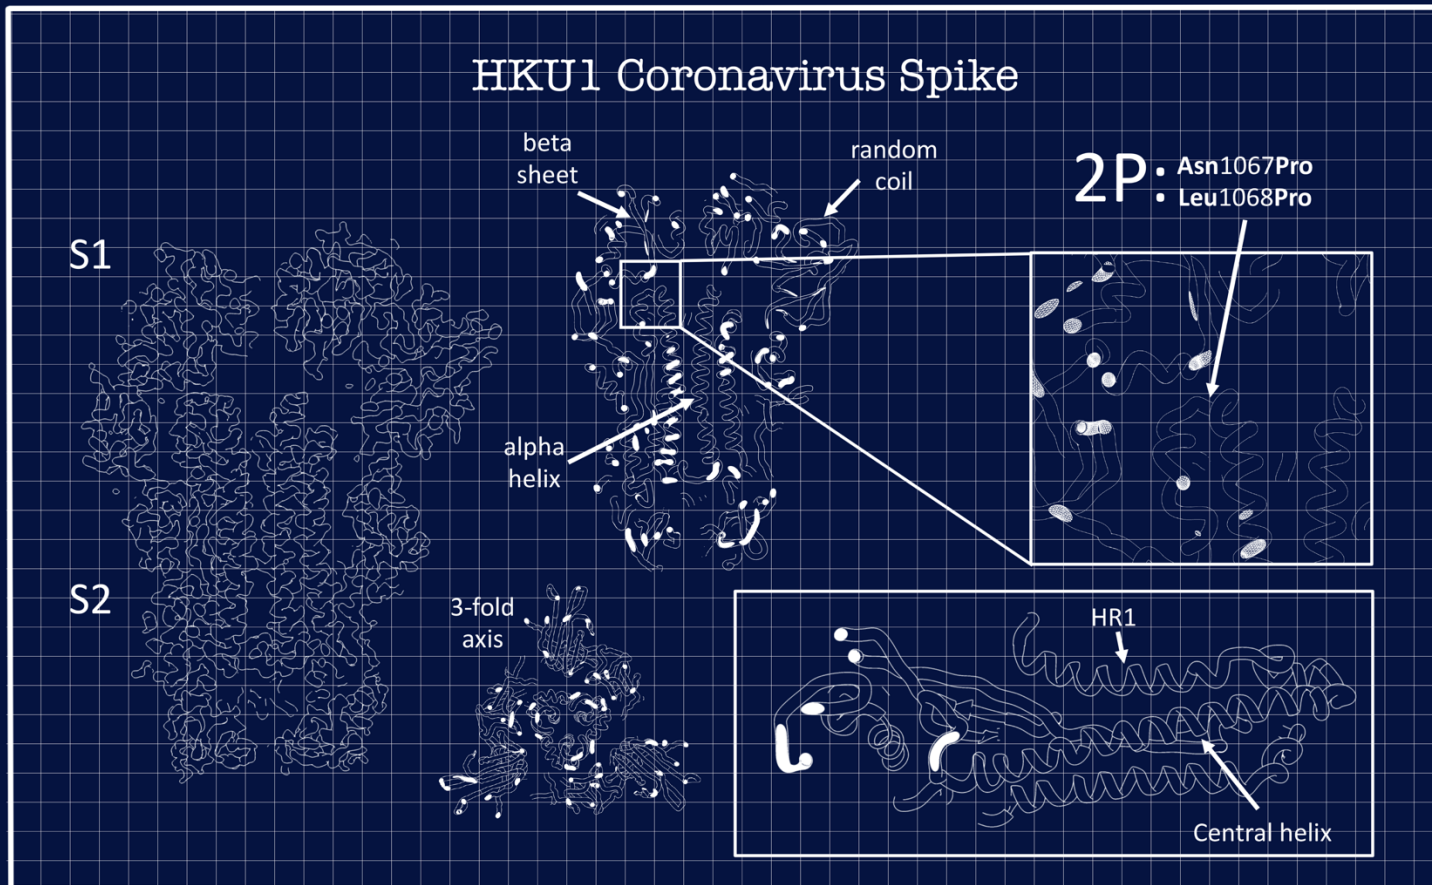 HKU1 Coronavirus Spike
beta
sheet
random
coil
2P: Asn1067Pro
: Leu1068Pro
S1
alpha
helix
S2
3-fold
axis
HR1
Central helix